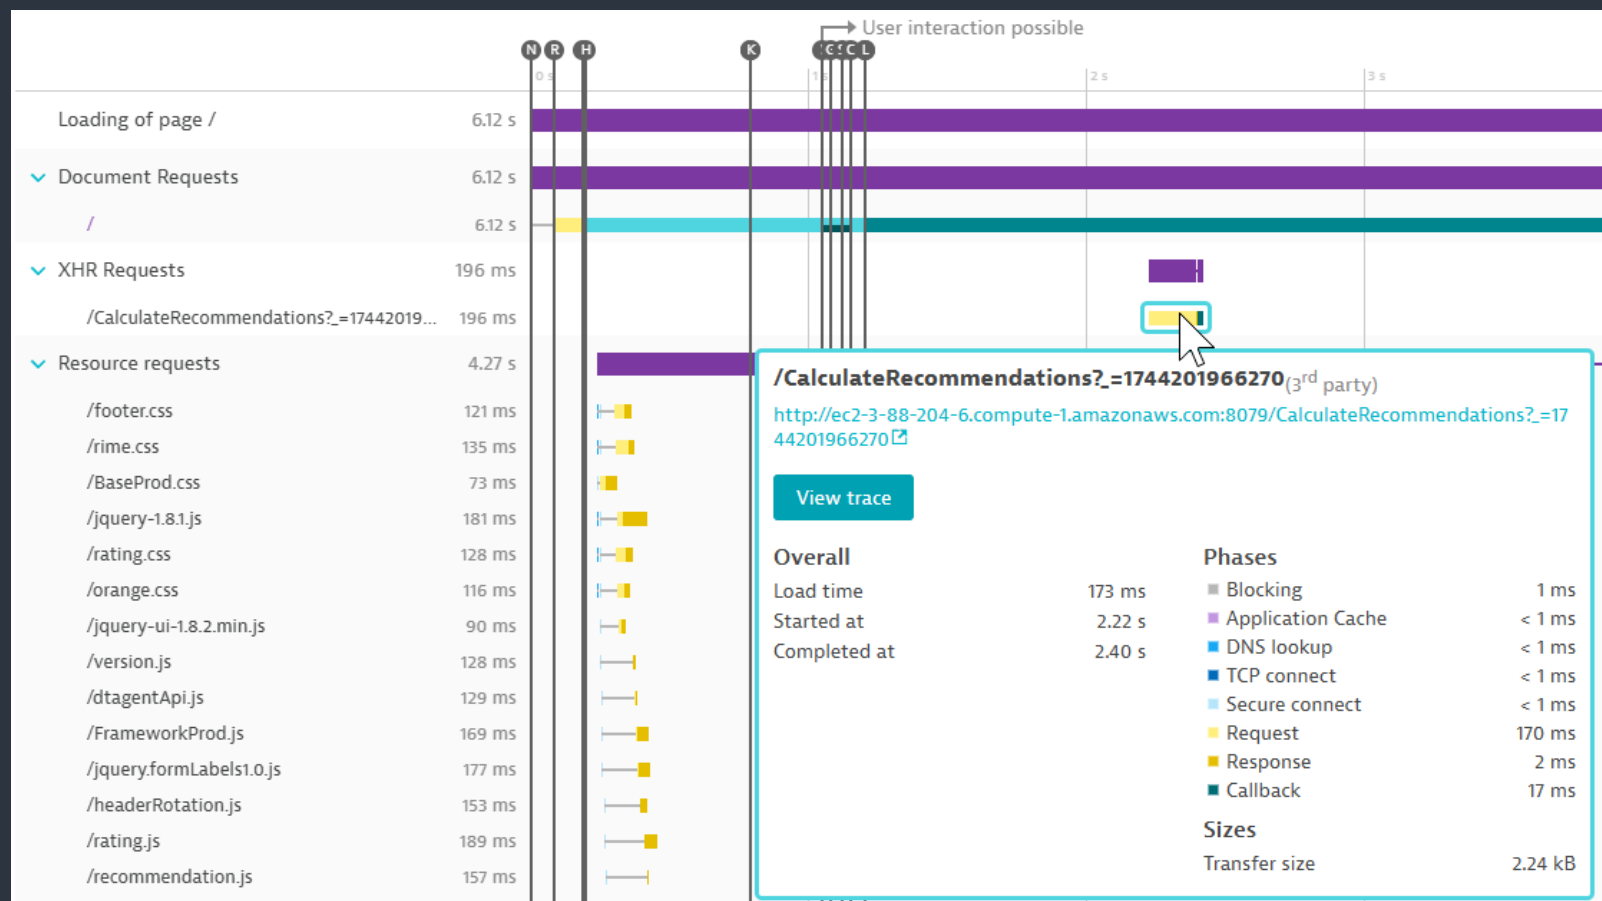 User interaction possible
N R H K C L
0 s 1 s 2 s 3 s
Loading of page / 6.12 s
Document Requests 6.12 s
/ 6.12 s
XHR Requests 196 ms
/CalculateRecommendations?_=17442019... 196 ms
Resource requests 4.27 s
/footer.css 121 ms
/rime.css 135 ms
/BaseProd.css 73 ms
/jquery-1.8.1.js 181 ms
/rating.css 128 ms
/orange.css 116 ms
/jquery-ui-1.8.2.min.js 90 ms
/version.js 128 ms
/dtagentApi.js 129 ms
/FrameworkProd.js 169 ms
/jquery.formLabels1.0.js 177 ms
/headerRotation.js 153 ms
/rating.js 189 ms
/recommendation.js 157 ms
/CalculateRecommendations?_=1744201966270(3rd party)
http://ec2-3-88-204-6.compute-1.amazonaws.com:8079/CalculateRecommendations?_=17
44201966270
View trace
Overall
Load time 173 ms
Started at 2.22 s
Completed at 2.40 s
Phases
Blocking 1 ms
Application Cache < 1 ms
DNS lookup < 1 ms
TCP connect < 1 ms
Secure connect < 1 ms
Request 170 ms
Response 2 ms
Callback 17 ms
Sizes
Transfer size 2.24 kB